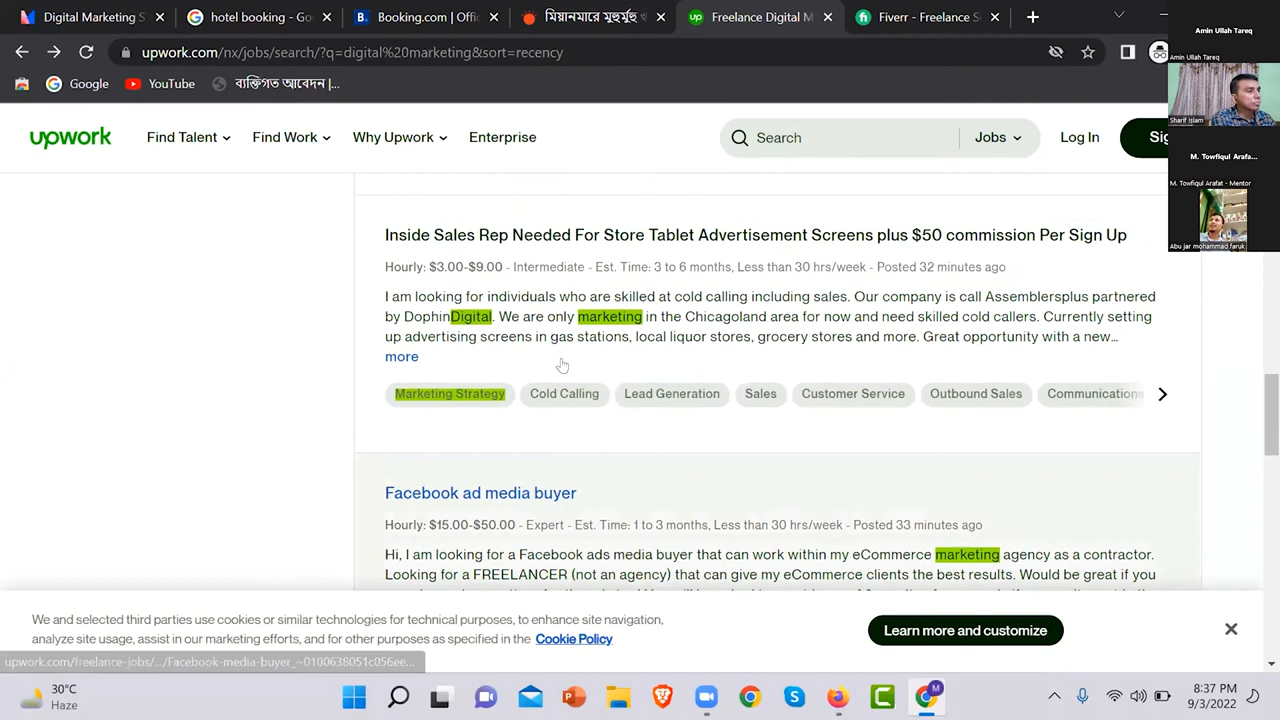 Digital Marketing S
hotel booking - Go
Booking.com | Offic
মিয়ানমারে মুহুর্মুহু
Freelance Digital M
Fiverr - Freelance S
upwork.com/nx/jobs/search/?q=digital%20marketing&sort=recency
Google
YouTube
ব্যক্তিগত আবেদন |...
Amin Ullah Tareq
Amin Ullah Tareq
Sharif Islam
M. Towfiqul Arafa...
M. Towfiqul Arafat - Mentor
Abu jar mohammad faruk
upwork
Find Talent
Find Work
Why Upwork
Enterprise
Search
Jobs
Log In
Sig
Inside Sales Rep Needed For Store Tablet Advertisement Screens plus $50 commission Per Sign Up
Hourly: $3.00-$9.00 - Intermediate - Est. Time: 3 to 6 months, Less than 30 hrs/week - Posted 32 minutes ago
I am looking for individuals who are skilled at cold calling including sales. Our company is call Assemblersplus partnered
by DophinDigital. We are only marketing in the Chicagoland area for now and need skilled cold callers. Currently setting
up advertising screens in gas stations, local liquor stores, grocery stores and more. Great opportunity with a new...
more
Marketing Strategy
Cold Calling
Lead Generation
Sales
Customer Service
Outbound Sales
Communications
Facebook ad media buyer
Hourly: $15.00-$50.00 - Expert - Est. Time: 1 to 3 months, Less than 30 hrs/week - Posted 33 minutes ago
Hi, I am looking for a Facebook ads media buyer that can work within my eCommerce marketing agency as a contractor.
Looking for a FREELANCER (not an agency) that can give my eCommerce clients the best results. Would be great if you
We and selected third parties use cookies or similar technologies for technical purposes, to enhance site navigation,
analyze site usage, assist in our marketing efforts, and for other purposes as specified in the Cookie Policy
Learn more and customize
upwork.com/freelance-jobs/.../Facebook-media-buyer_~0100638051c056ee...
30°C
Haze
8:37 PM
9/3/2022